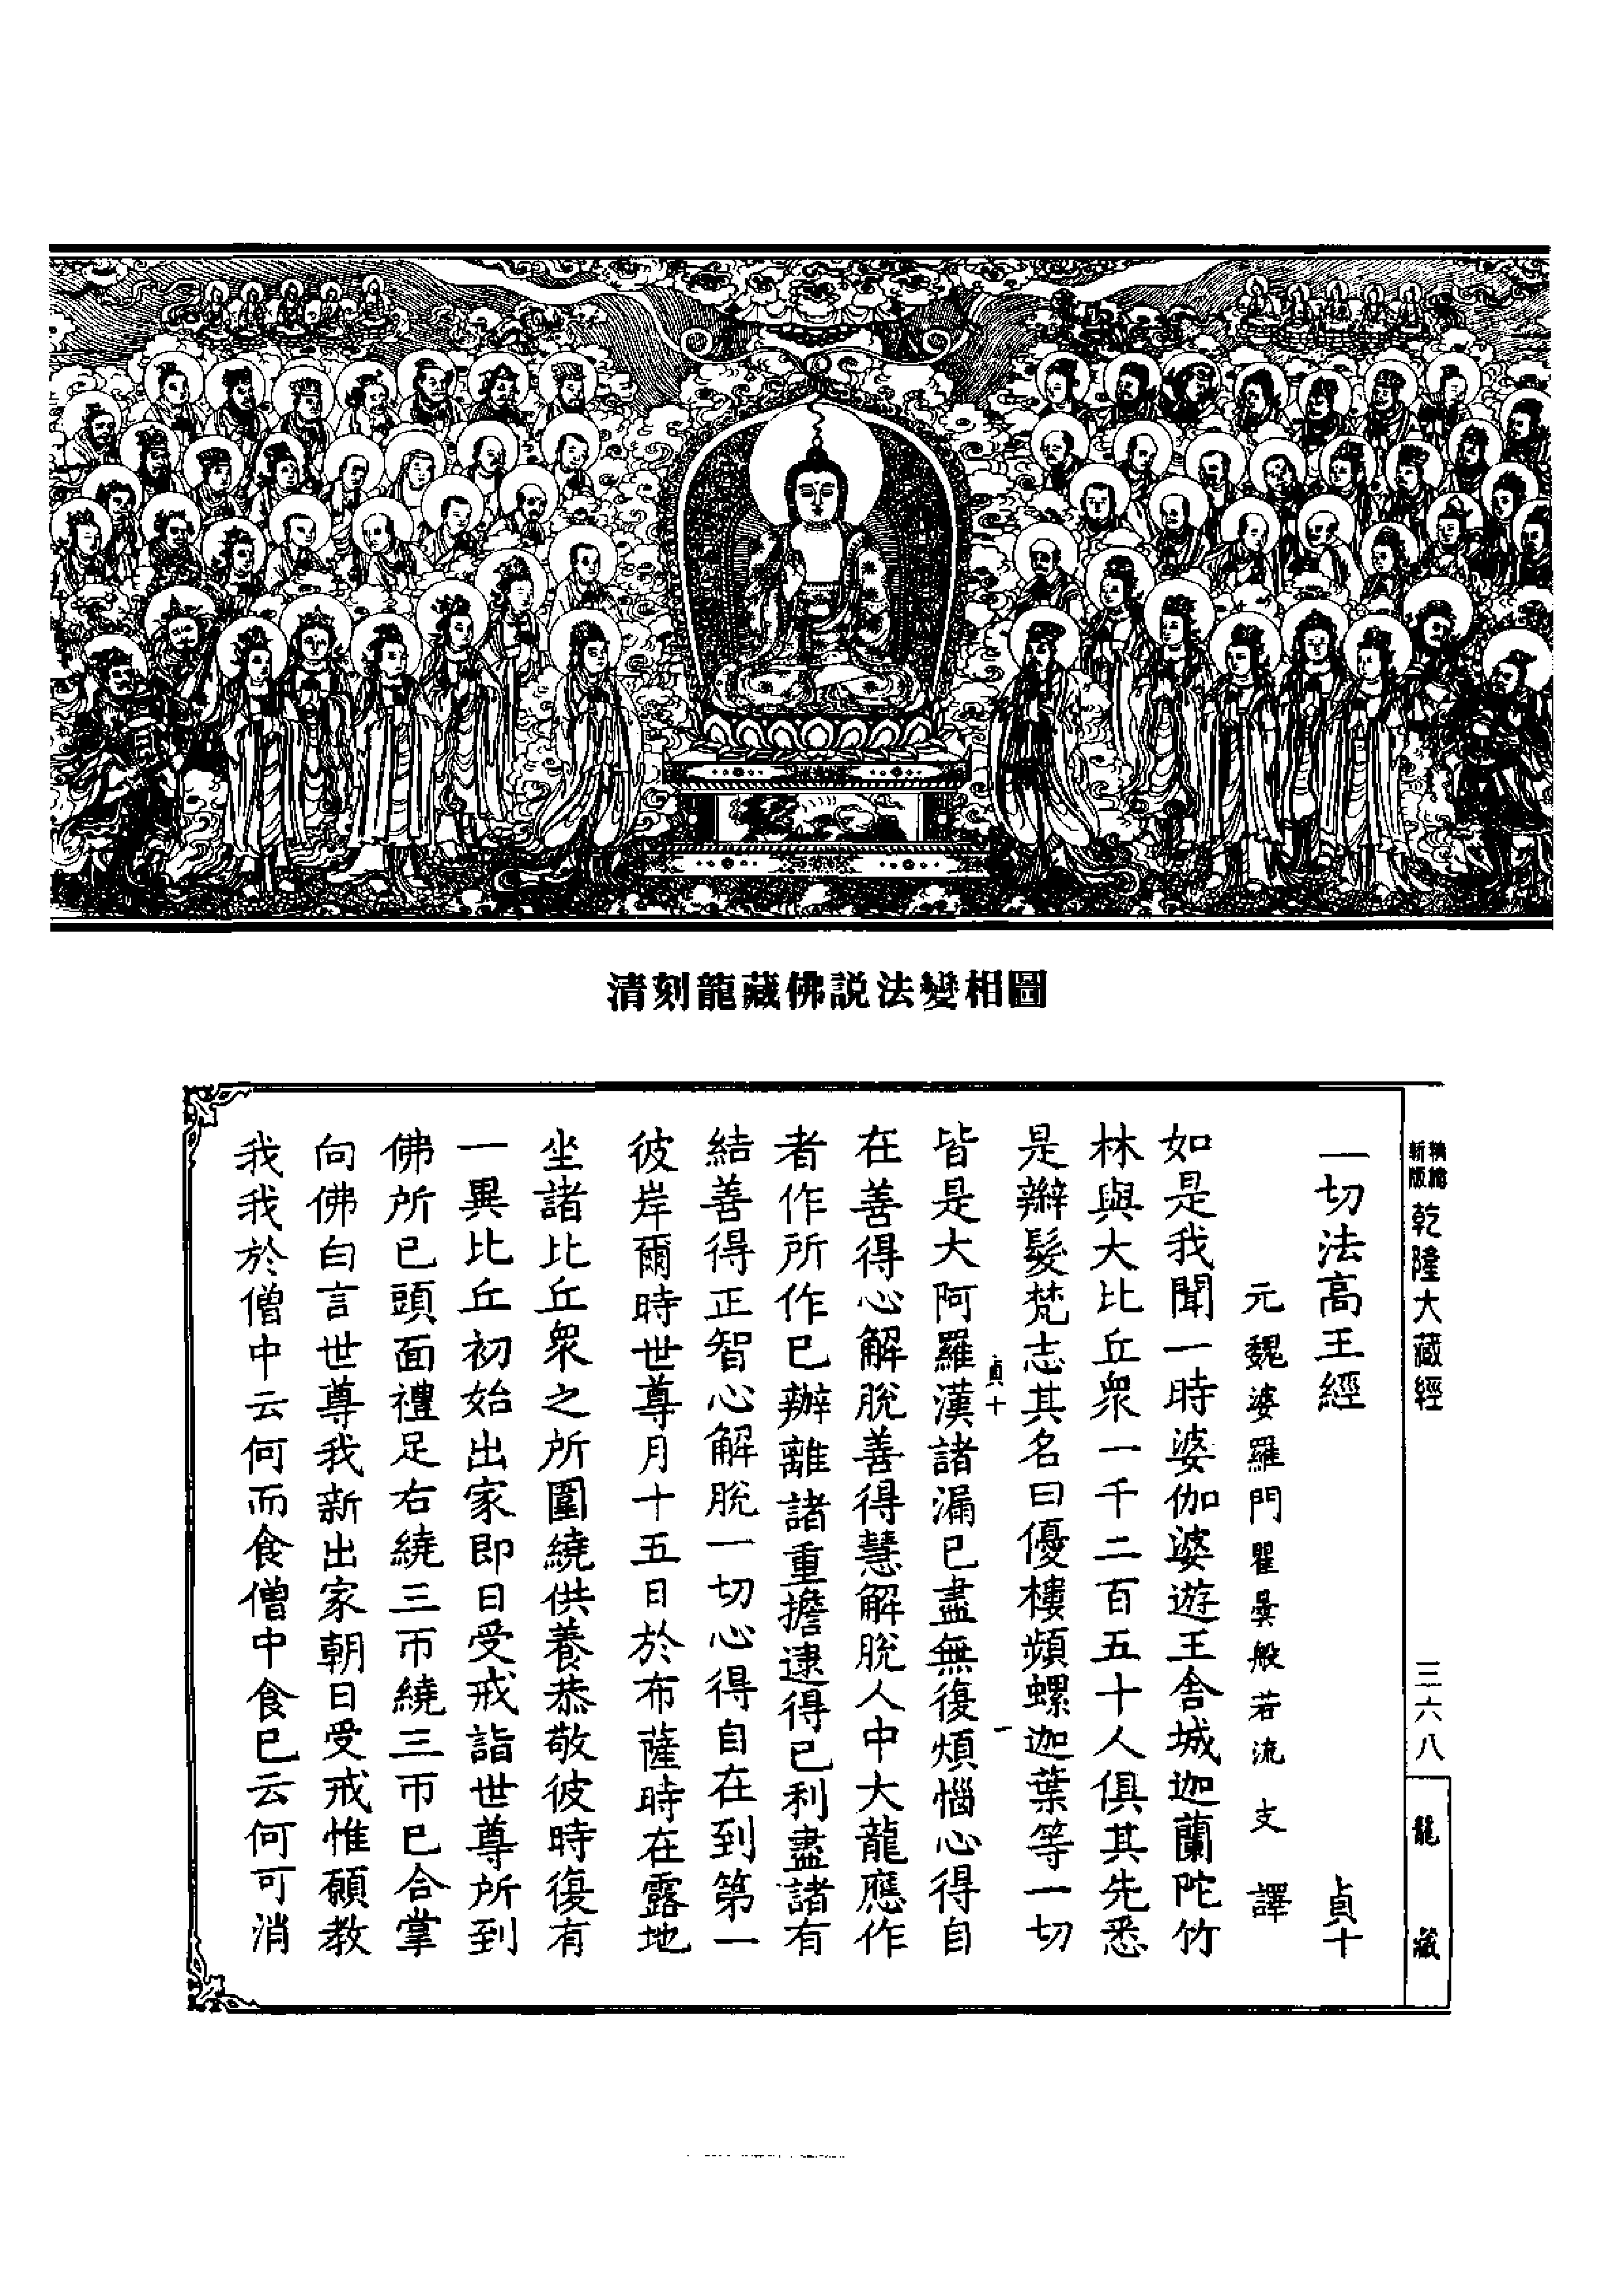 清刻龍藏佛説法變相圖
新版
精縮
乾隆大藏經
三六八
龍藏
一切法高王經
貞十
元魏婆羅門瞿曇般若流支譯
如是我聞一時婆伽婆遊王舍城迦蘭陀竹
林與大比丘衆一千二百五十人俱其先悉
是辮髮梵志其名曰優樓頻螺迦葉等一切
貞十
一
皆是大阿羅漢諸漏已盡無復煩惱心得自
在善得心解脫善得慧解脫人中大龍應作
者作所作已辦離諸重擔逮得已利盡諸有
結善得正智心解脫一切心得自在到第一
彼岸爾時世尊月十五日於布薩時在露地
坐諸比丘衆之所圍繞供養恭敬彼時復有
一異比丘初始出家即日受戒詣世尊所到
佛所已頭面禮足右繞三帀繞三帀已合掌
向佛白言世尊我新出家朝日受戒惟願教
我我於僧中云何而食僧中食已云何可消